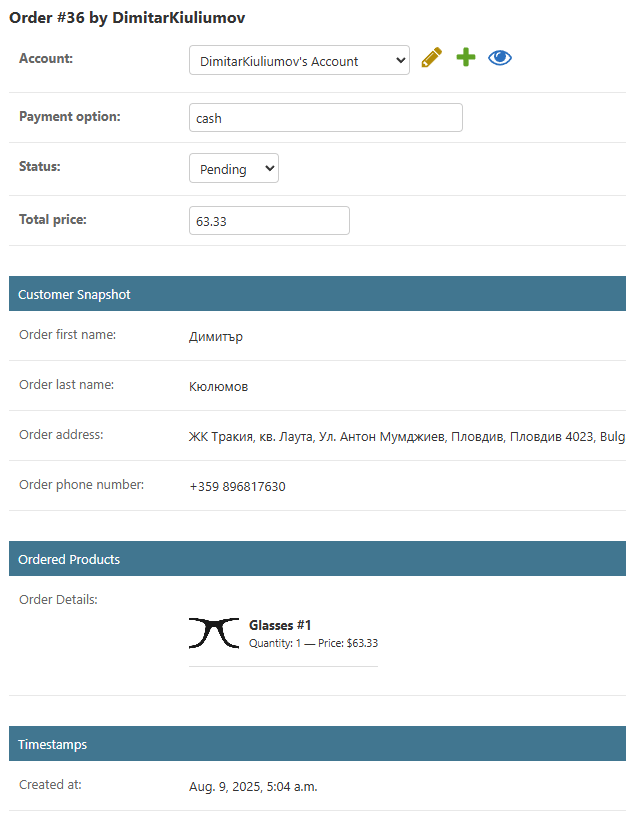 Order #36 by DimitarKiuliumov
Account: DimitarKiuliumov's Account
Payment option: cash
Status: Pending
Total price: 63.33
Customer Snapshot
Order first name: Димитър
Order last name: Кюлюмов
Order address: ЖК Тракия, кв. Лаута, Ул. Антон Мумджиев, Пловдив, Пловдив 4023, Bulg
Order phone number: +359 896817630
Ordered Products
Order Details:
Glasses #1
Quantity: 1 — Price: $63.33
Timestamps
Created at: Aug. 9, 2025, 5:04 a.m.